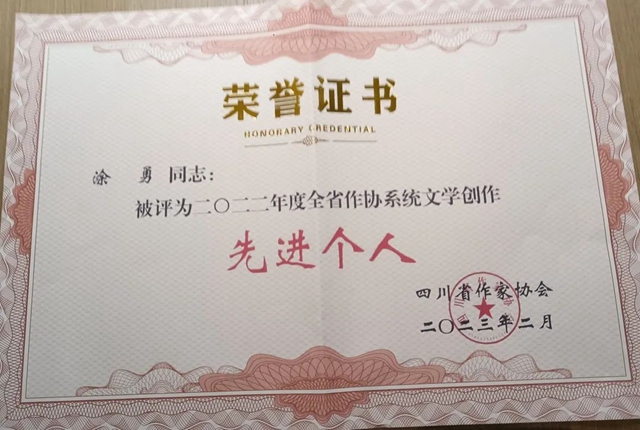 荣誉证书
HONORARY CREDENTIAL
涂 勇 同志：
被评为二〇二二年度全省作协系统文学创作
先进个人
四川省作家协会
二〇二三年二月